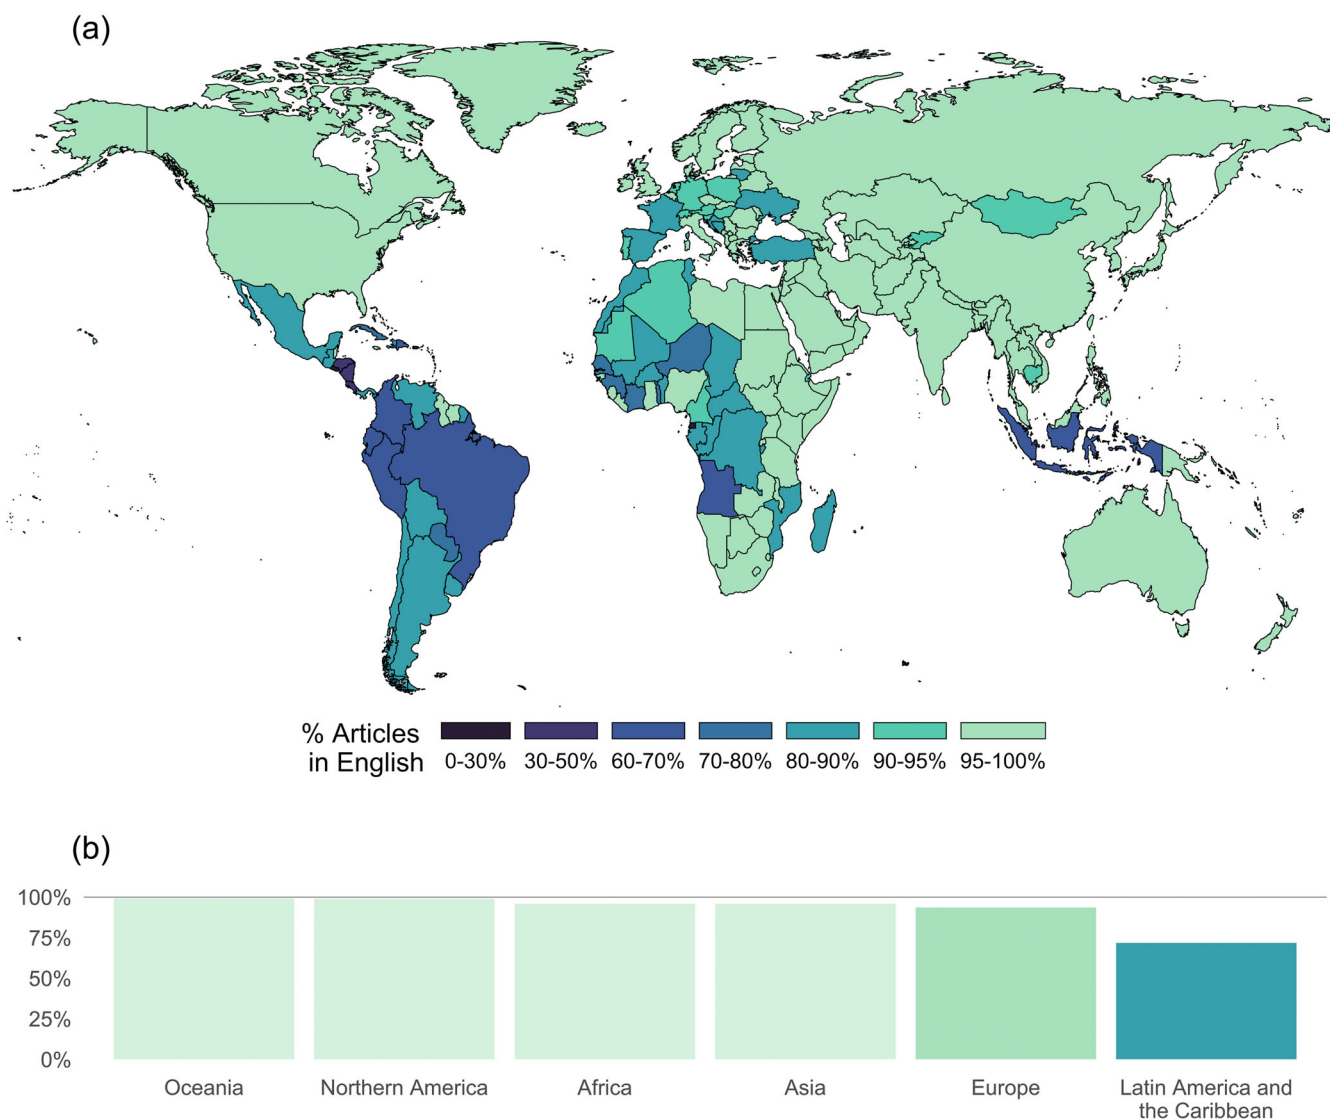 (a)
% Articles
in English
0-30% 30-50% 60-70% 70-80% 80-90% 90-95% 95-100%
(b)
100%
75%
50%
25%
0%
Oceania Northern America Africa Asia Europe Latin America and
the Caribbean